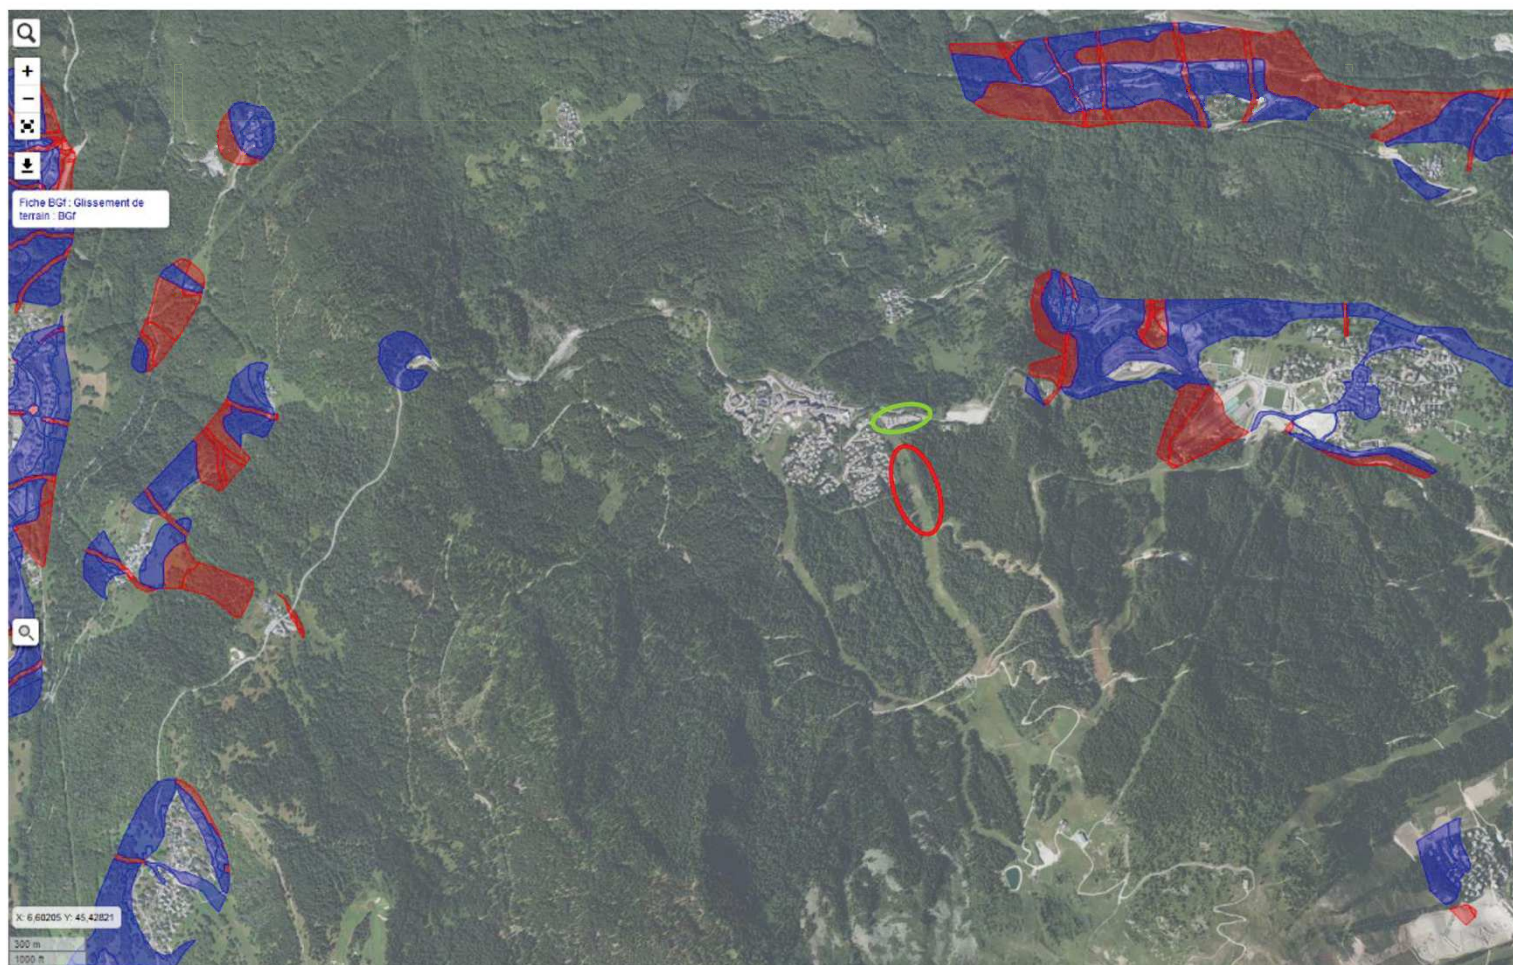 +
−
Fiche BGf : Glissement de
terrain : BGf
X: 6,60205 Y: 45,42821
300 m
1000 ft